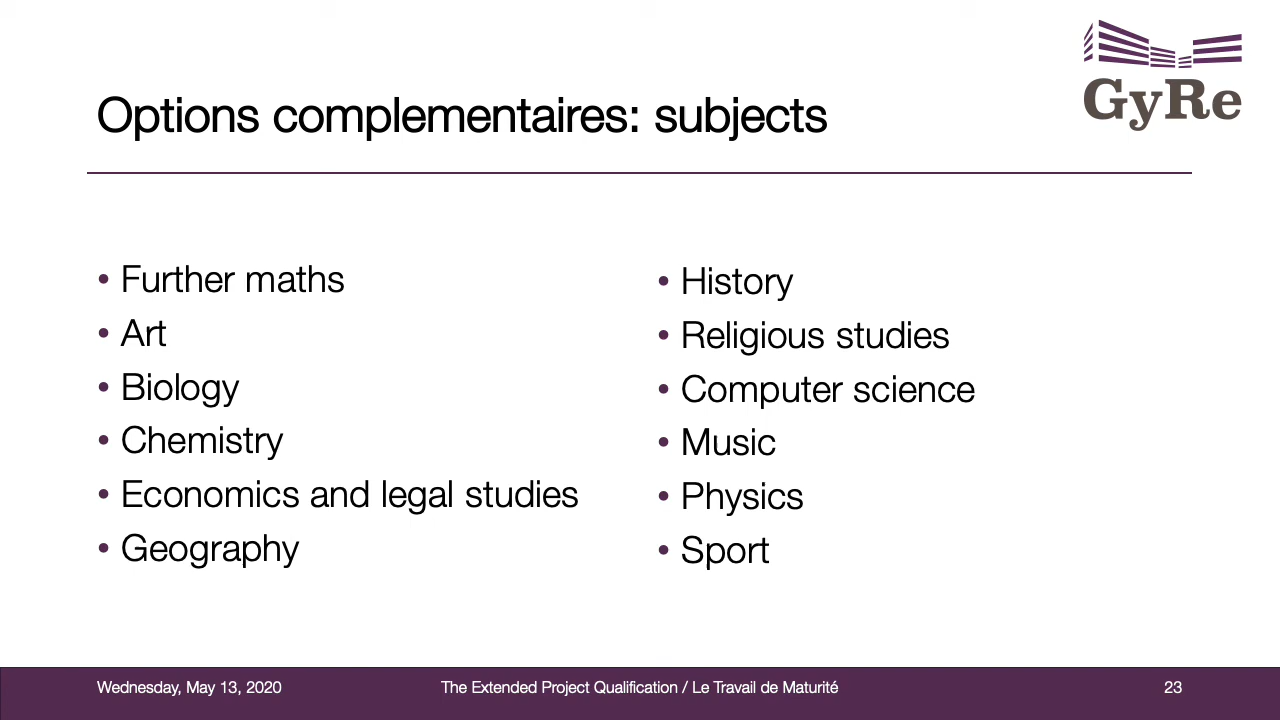 GyRe
Options complementaires: subjects
• Further maths
• Art
• Biology
• Chemistry
• Economics and legal studies
• Geography
• History
• Religious studies
• Computer science
• Music
• Physics
• Sport
Wednesday, May 13, 2020
The Extended Project Qualification / Le Travail de Maturité
23